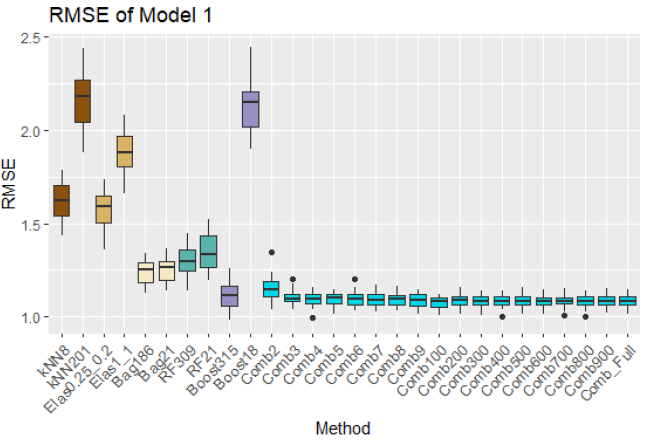 RMSE of Model 1
RMSE
2.5
2.0
1.5
1.0
kNN8
kNN201
Elas0.25_0.2
Elas1_1
Bag186
Bag21
RF309
RF21
Boost315
Boost18
Comb2
Comb3
Comb4
Comb5
Comb6
Comb7
Comb8
Comb9
Comb100
Comb200
Comb300
Comb400
Comb500
Comb600
Comb700
Comb800
Comb900
Comb_Full
Method